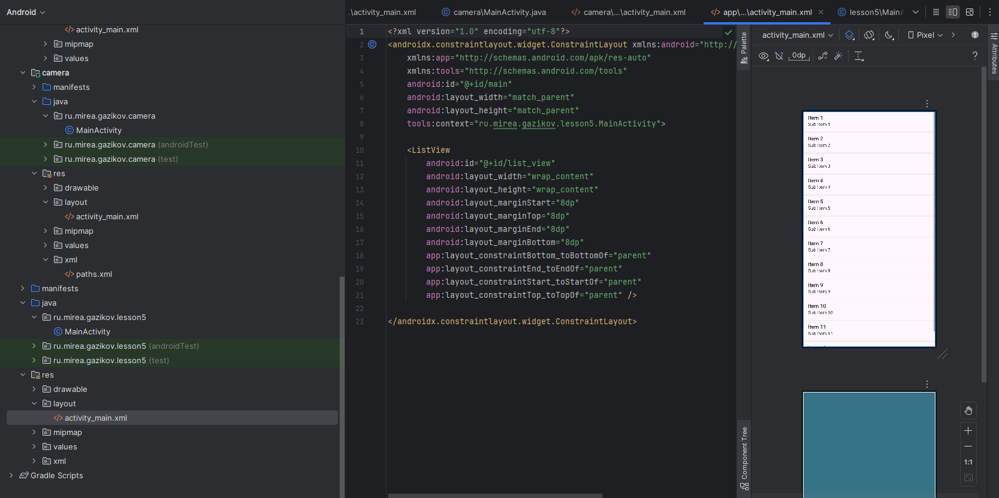 Android
activity_main.xml
mipmap
values
camera
manifests
java
ru.mirea.gazikov.camera
MainActivity
ru.mirea.gazikov.camera (androidTest)
ru.mirea.gazikov.camera (test)
res
drawable
layout
activity_main.xml
mipmap
values
xml
paths.xml
manifests
java
ru.mirea.gazikov.lesson5
MainActivity
ru.mirea.gazikov.lesson5 (androidTest)
ru.mirea.gazikov.lesson5 (test)
res
drawable
layout
activity_main.xml
mipmap
values
xml
Gradle Scripts
..\activity_main.xml camera\MainActivity.java camera\...\activity_main.xml app\...\activity_main.xml lesson5\MainA
1 <?xml version="1.0" encoding="utf-8"?>
2 <androidx.constraintlayout.widget.ConstraintLayout xmlns:android="http://
3 xmlns:app="http://schemas.android.com/apk/res-auto"
4 xmlns:tools="http://schemas.android.com/tools"
5 android:id="@+id/main"
6 android:layout_width="match_parent"
7 android:layout_height="match_parent"
8 tools:context="ru.mirea.gazikov.lesson5.MainActivity">
9
10 <ListView
11 android:id="@+id/list_view"
12 android:layout_width="wrap_content"
13 android:layout_height="wrap_content"
14 android:layout_marginStart="8dp"
15 android:layout_marginTop="8dp"
16 android:layout_marginEnd="8dp"
17 android:layout_marginBottom="8dp"
18 app:layout_constraintBottom_toBottomOf="parent"
19 app:layout_constraintEnd_toEndOf="parent"
20 app:layout_constraintStart_toStartOf="parent"
21 app:layout_constraintTop_toTopOf="parent" />
22
23 </androidx.constraintlayout.widget.ConstraintLayout>
Palette
Component Tree
activity_main.xml Pixel
0dp ?
Item 1
Sub Item 1
Item 2
Sub Item 2
Item 3
Sub Item 3
Item 4
Sub Item 4
Item 5
Sub Item 5
Item 6
Sub Item 6
Item 7
Sub Item 7
Item 8
Sub Item 8
Item 9
Sub Item 9
Item 10
Sub Item 10
Item 11
Sub Item 11
1:1
Attributes